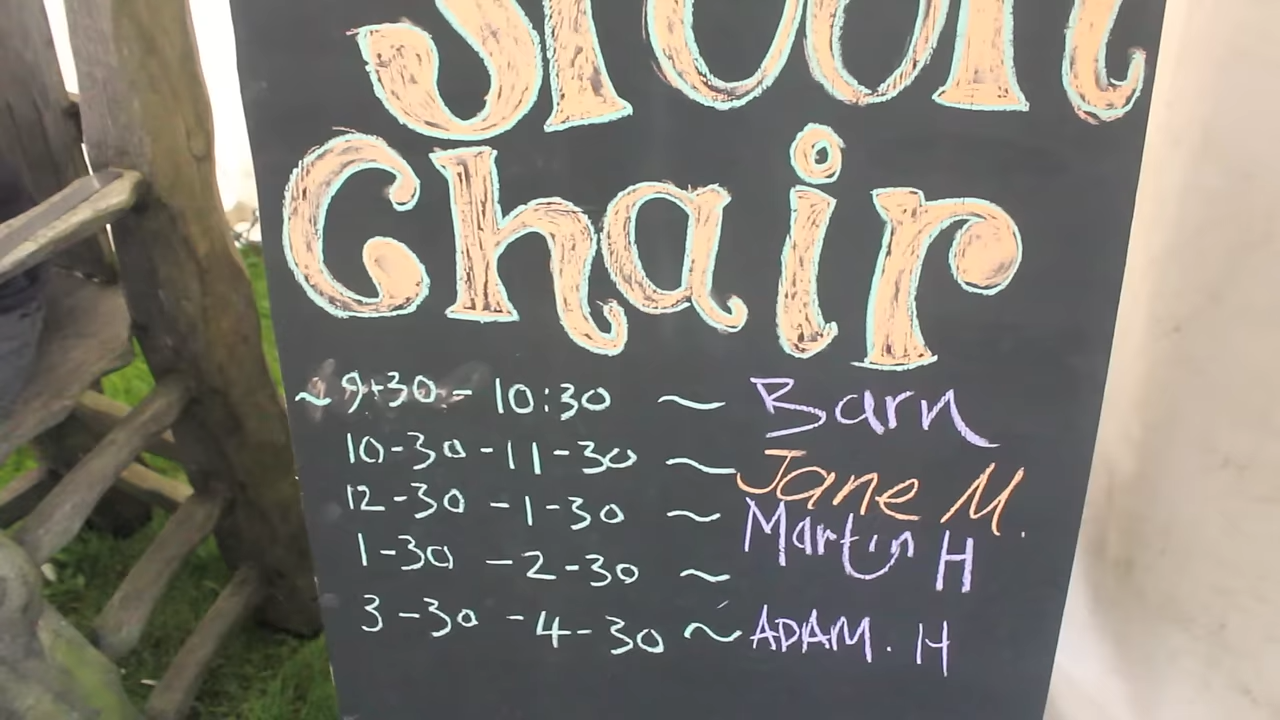 Spoon
Chair
~ 9:30 - 10:30 ~ Barn
10-30 - 11-30 ~ Jane M.
12-30 - 1-30 ~ Martin H
1-30 - 2-30 ~
3-30 - 4-30 ~ ADAM. H